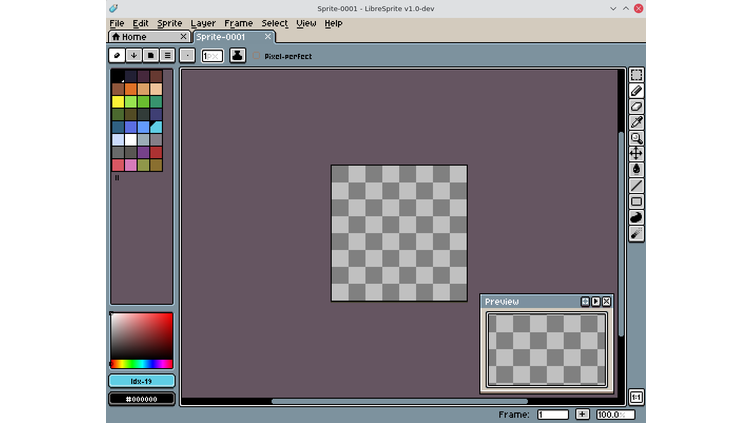 Sprite-0001 - LibreSprite v1.0-dev
File Edit Sprite Layer Frame Select View Help
Home Sprite-0001
Pixel-perfect
Preview
Idx-19
#000000
1:1
Frame: 1 + 100.0